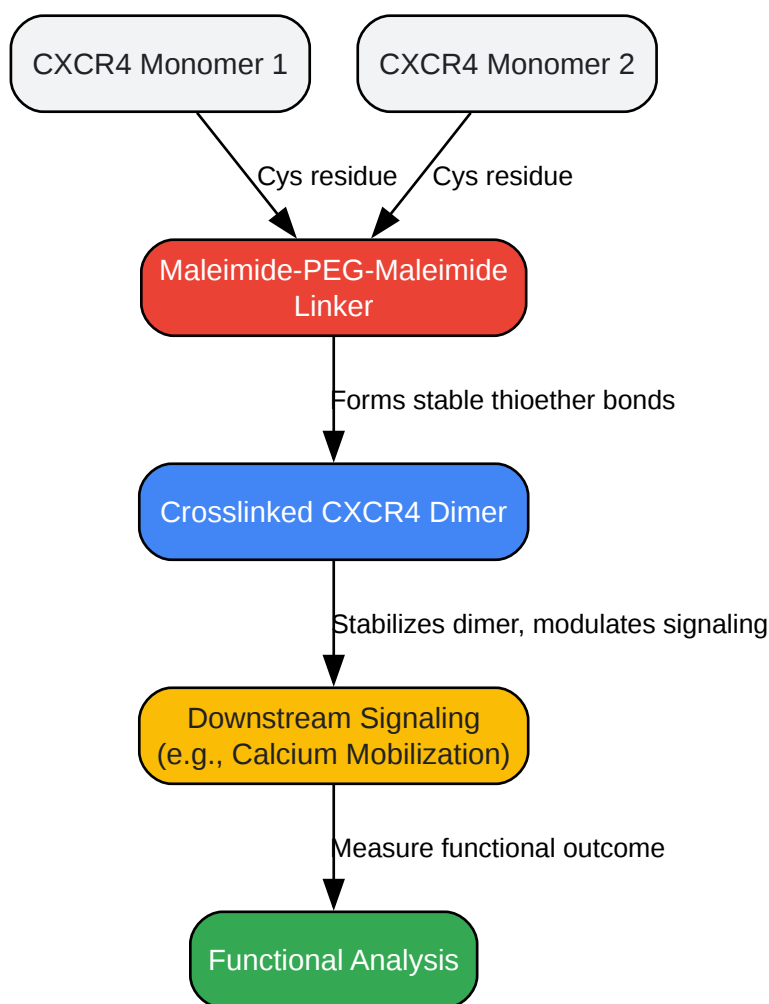 CXCR4 Monomer 1
CXCR4 Monomer 2
Cys residue
Cys residue
Maleimide-PEG-Maleimide
Linker
Forms stable thioether bonds
Crosslinked CXCR4 Dimer
Stabilizes dimer, modulates signaling
Downstream Signaling
(e.g., Calcium Mobilization)
Measure functional outcome
Functional Analysis